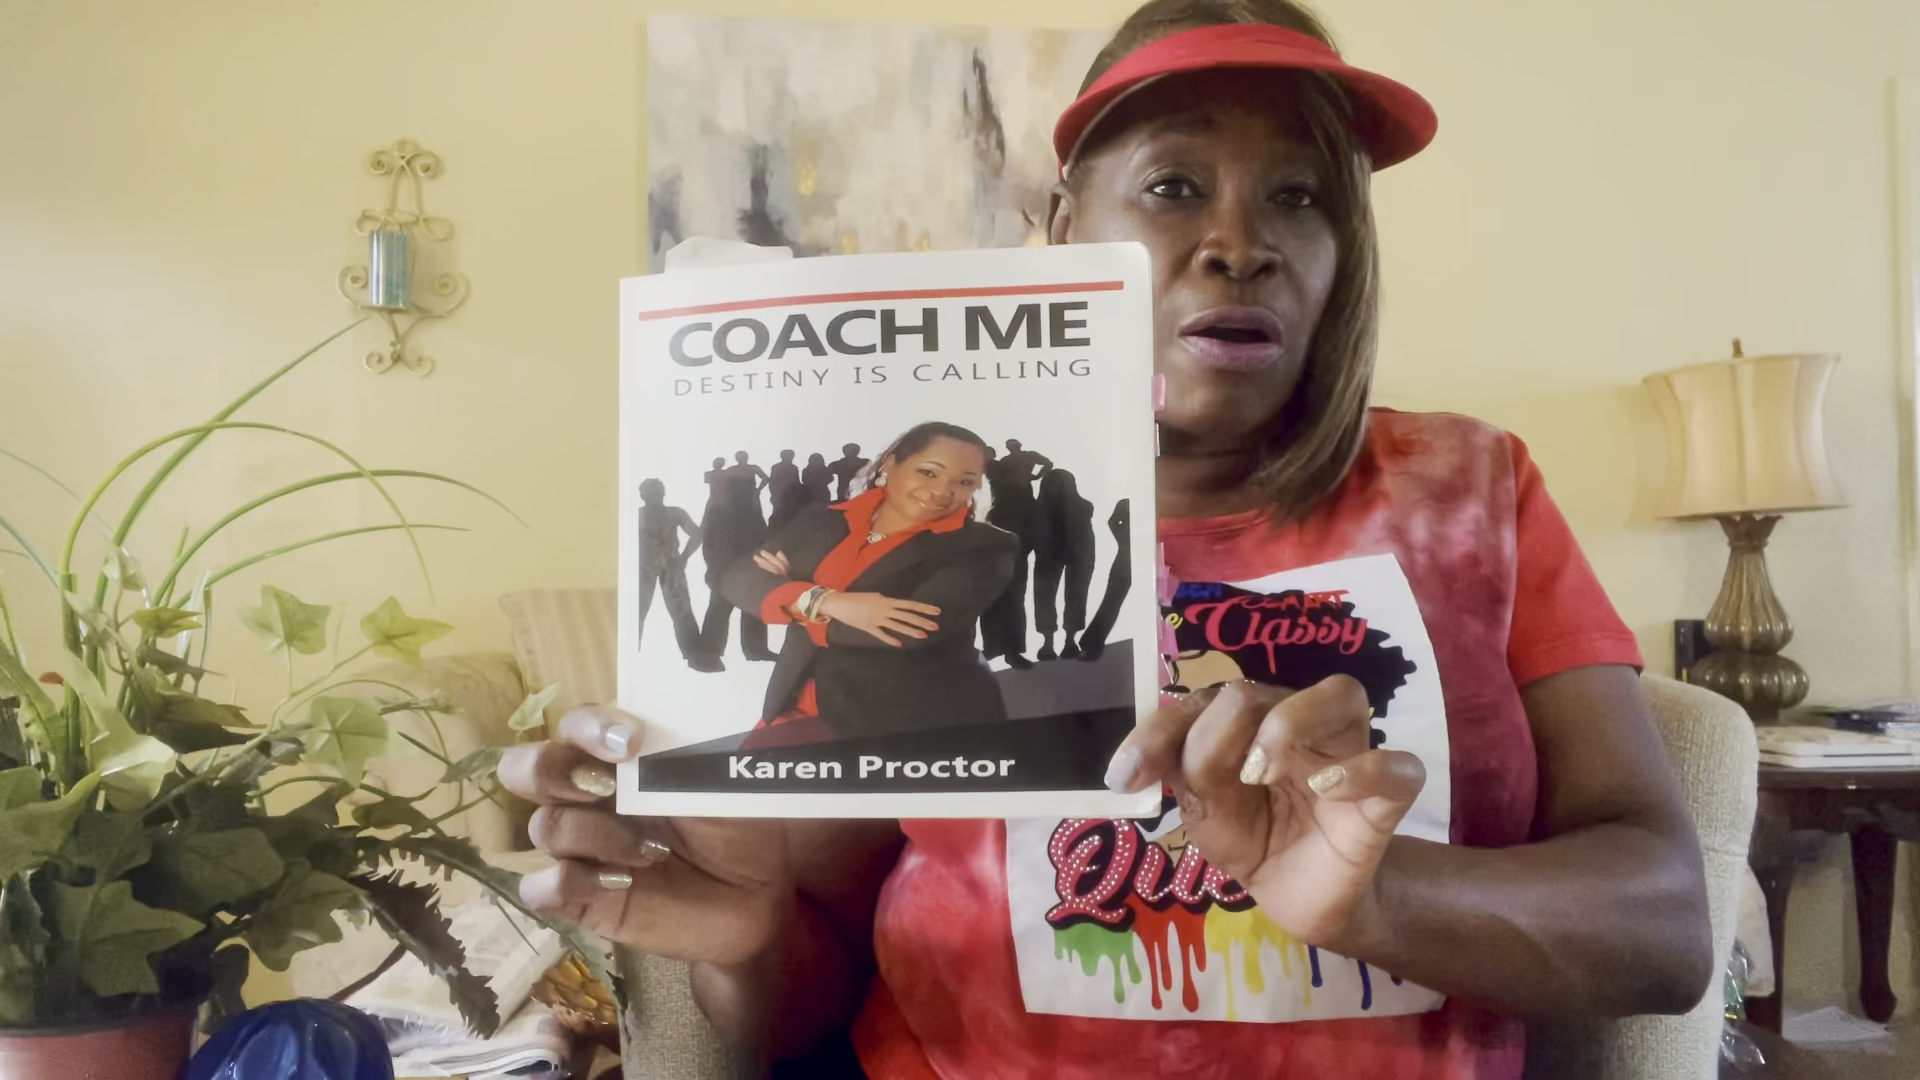 COACH ME
DESTINY IS CALLING
Karen Proctor
Classy